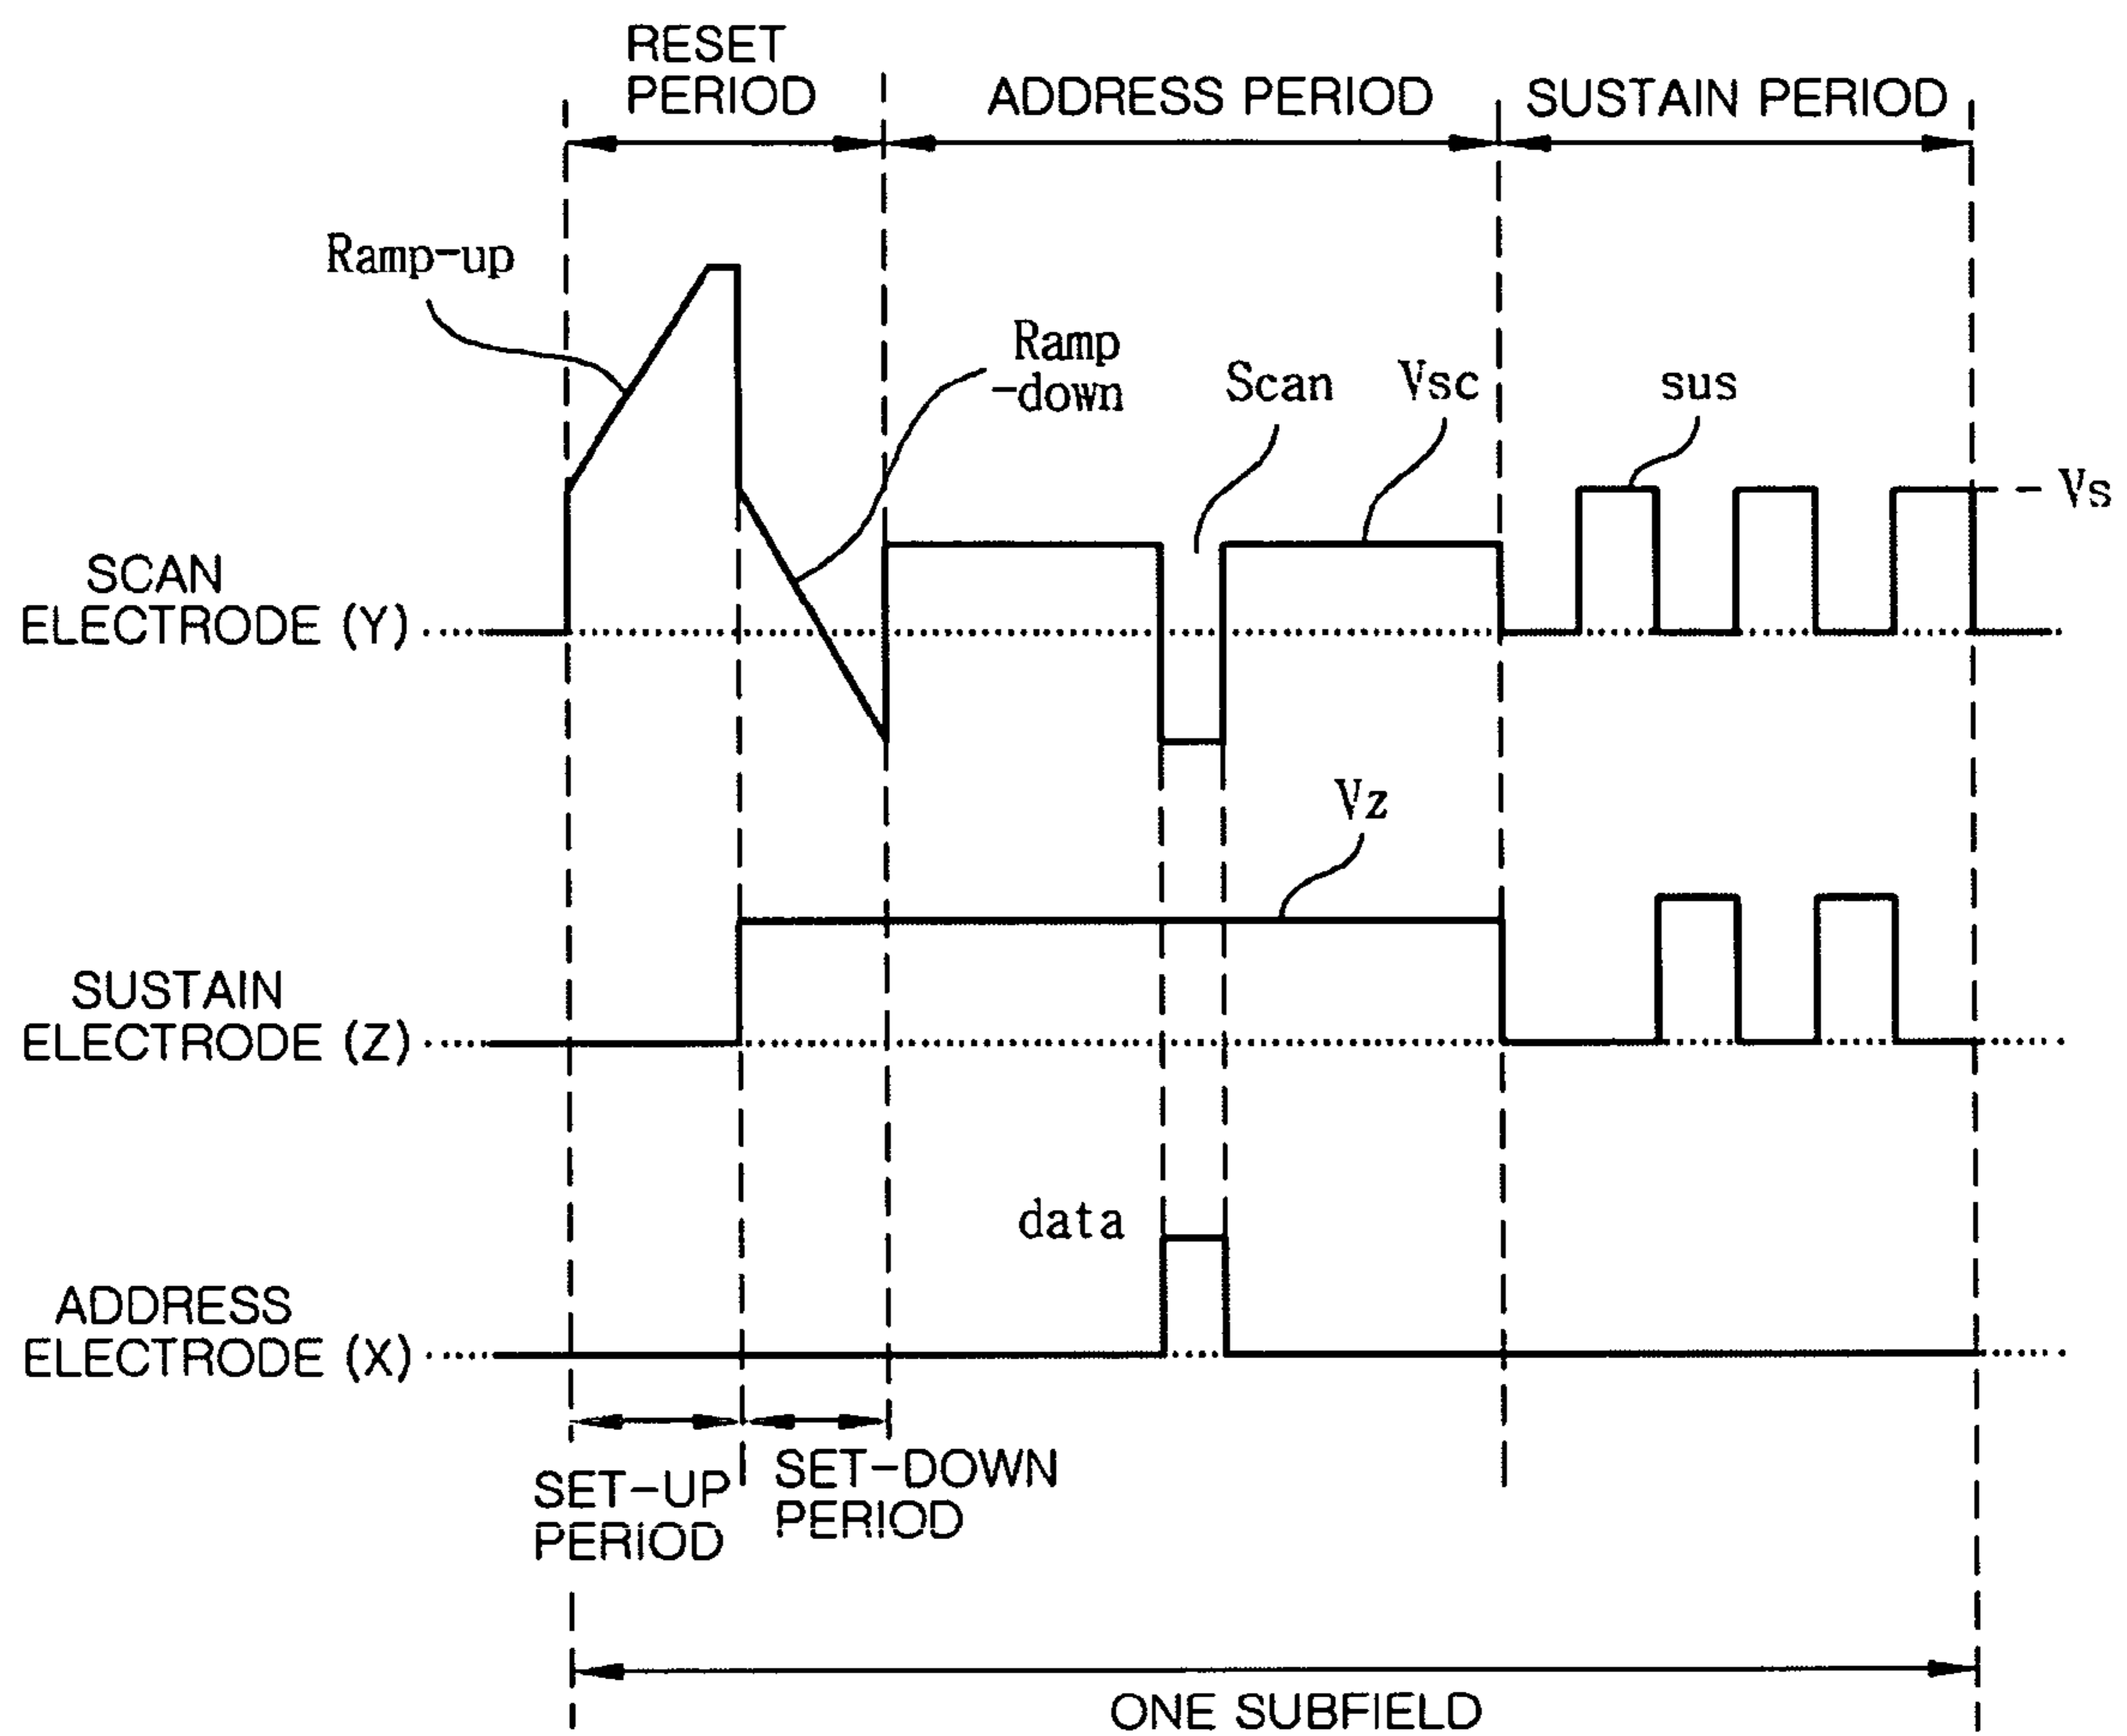 RESET
PERIOD
ADDRESS PERIOD
SUSTAIN PERIOD
Ramp-up
Ramp
-down
Scan
Vsc
sus
Vs
SCAN
ELECTRODE (Y)
Vz
SUSTAIN
ELECTRODE (Z)
data
ADDRESS
ELECTRODE (X)
SET-UP
PERIOD
SET-DOWN
PERIOD
ONE SUBFIELD